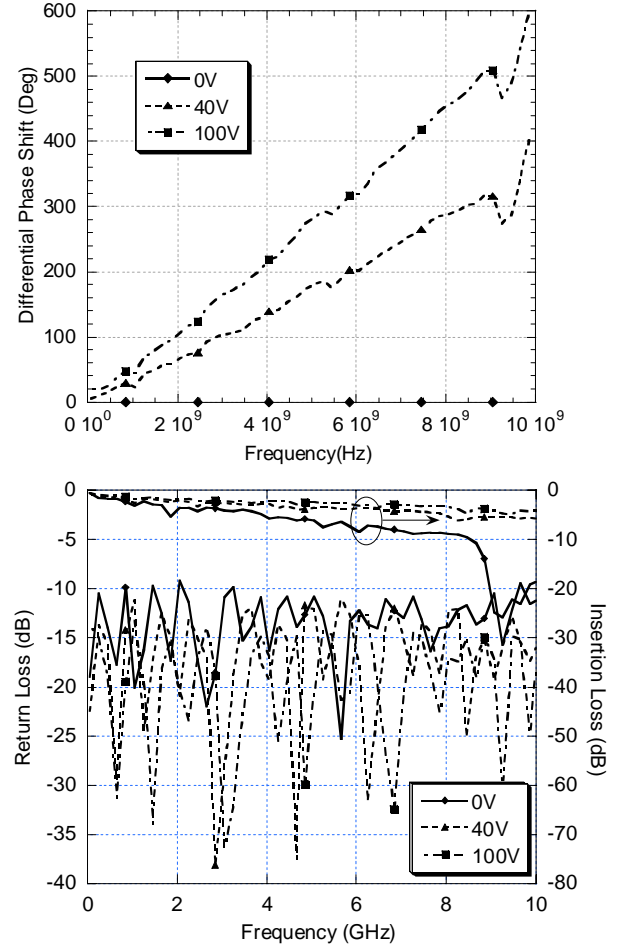 600
500
400
300
200
100
0
Differential Phase Shift (Deg)
0V
40V
100V
0 10⁰ 2 10⁹ 4 10⁹ 6 10⁹ 8 10⁹ 10 10⁹
Frequency(Hz)
0
-5
-10
-15
-20
-25
-30
-35
-40
Return Loss (dB)
0
-10
-20
-30
-40
-50
-60
-70
-80
Insertion Loss (dB)
0V
40V
100V
0 2 4 6 8 10
Frequency (GHz)